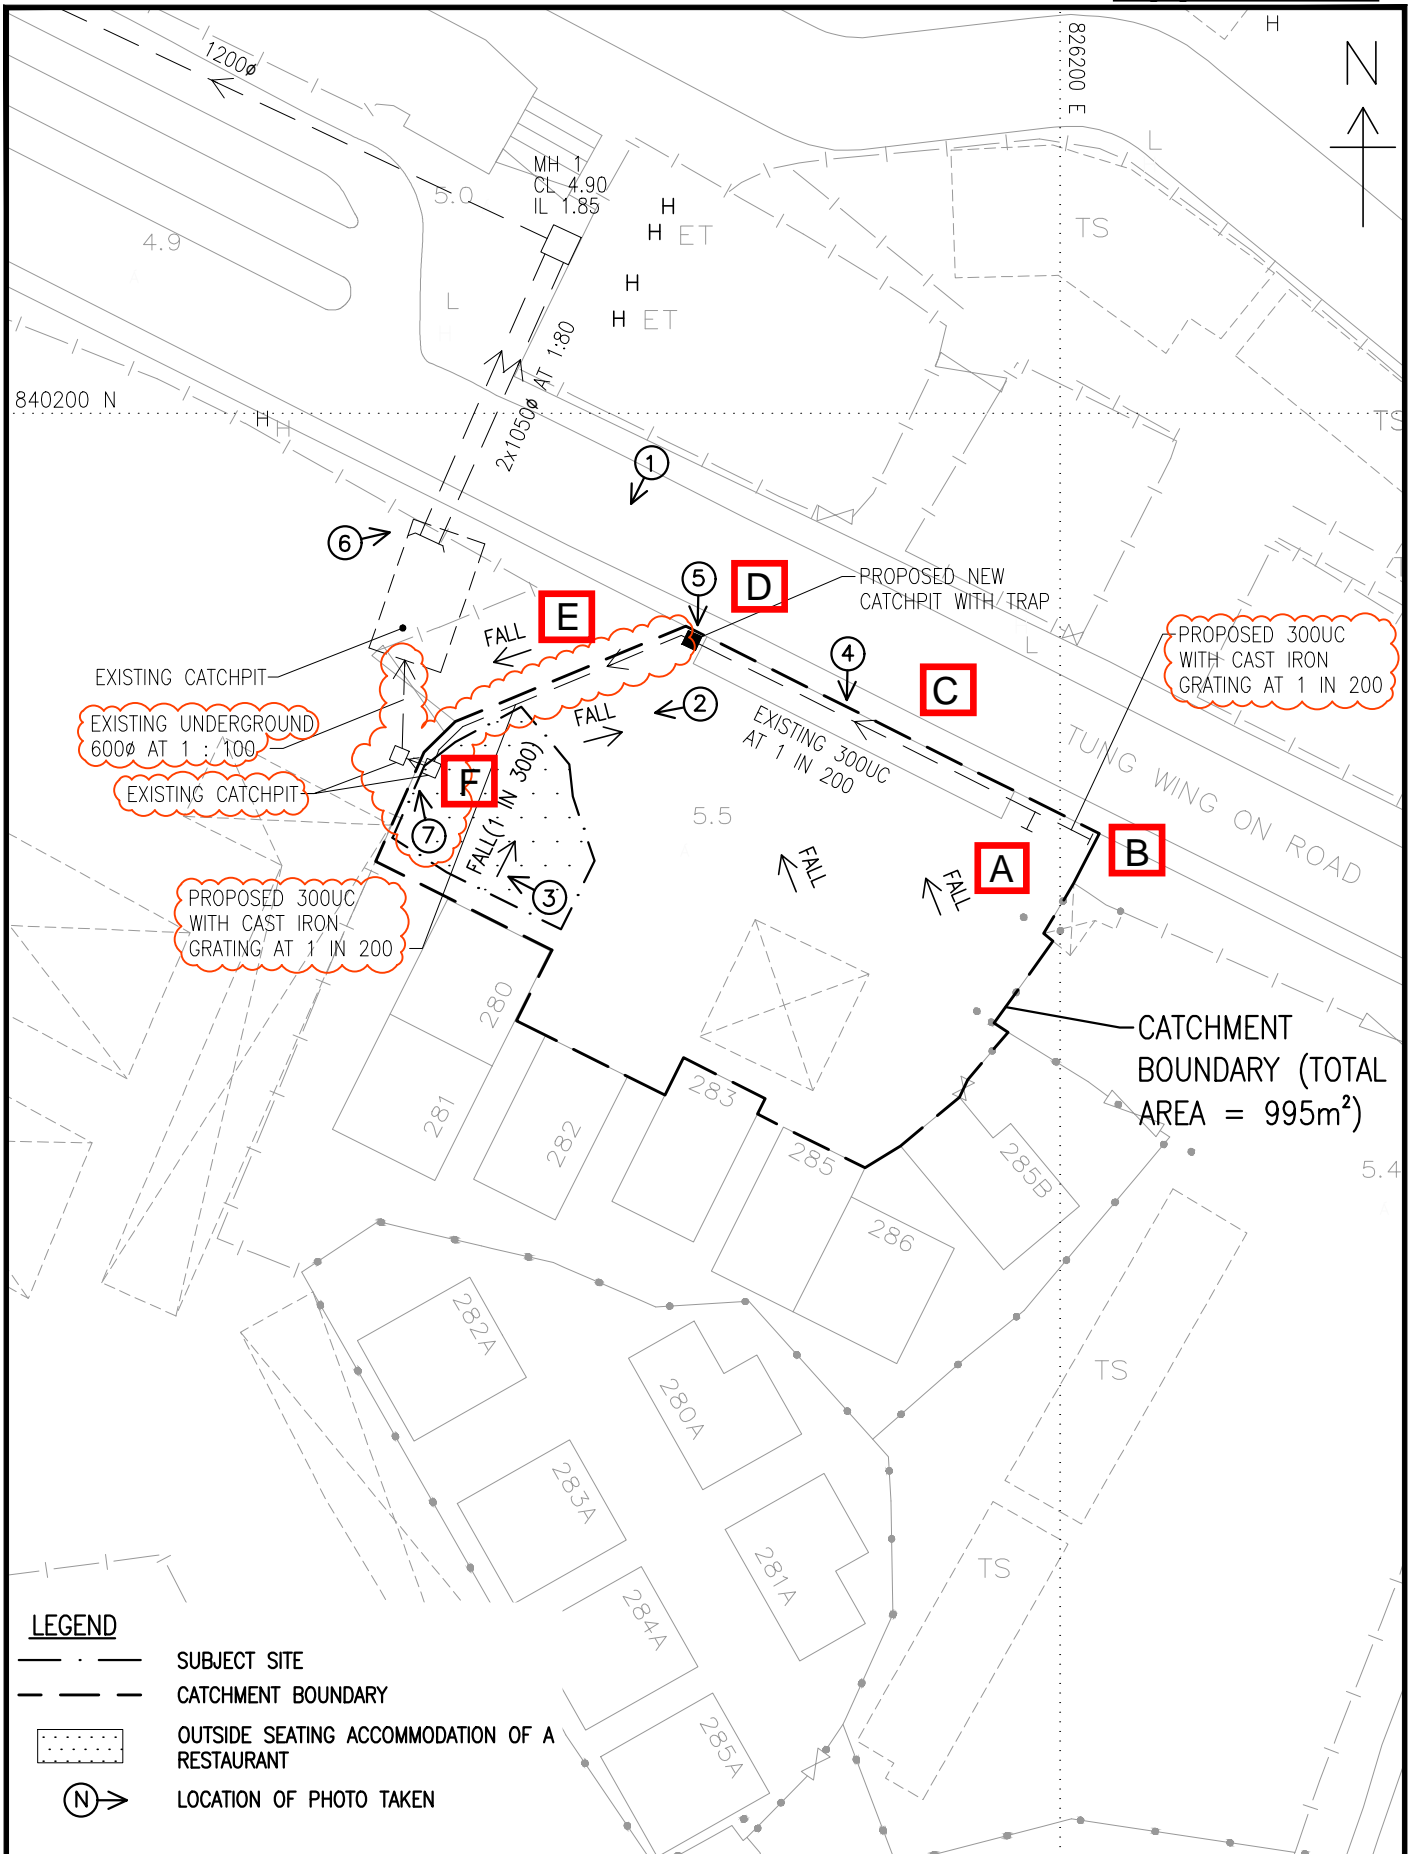 H
826200 E
N
1200ø
L
MH 1
CL 4.90
IL 1.85
5.0
4.9
H
H ET
TS
H
L
H ET
2x1050ø AT 1:80
840200 N
H
H
TS
1
6
5
D
PROPOSED NEW
CATCHPIT WITH TRAP
E
FALL
PROPOSED 300UC
WITH CAST IRON
GRATING AT 1 IN 200
L
4
C
EXISTING CATCHPIT
2
FALL
EXISTING UNDERGROUND
600ø AT 1 : 100
EXISTING 300UC
AT 1 IN 200
TUNG WING ON ROAD
EXISTING CATCHPIT
F
FALL(1 IN 300)
5.5
7
A
B
FALL
FALL
3
PROPOSED 300UC
WITH CAST IRON
GRATING AT 1 IN 200
280
CATCHMENT
BOUNDARY (TOTAL
AREA = 995m²)
281
282
283
285
285B
5.4
286
282A
280A
TS
283A
281A
TS
284A
285A
LEGEND
SUBJECT SITE
CATCHMENT BOUNDARY
OUTSIDE SEATING ACCOMMODATION OF A
RESTAURANT
N
LOCATION OF PHOTO TAKEN